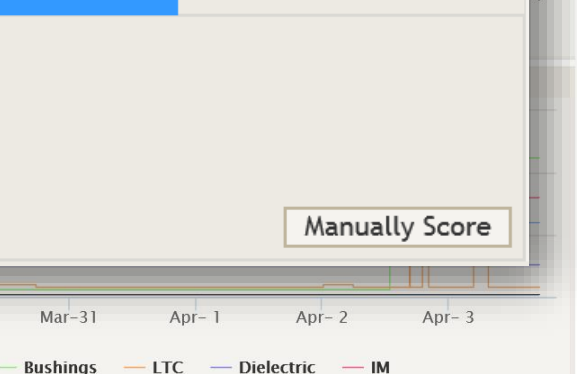 Manually Score
Mar-31 Apr- 1 Apr- 2 Apr- 3
Bushings LTC Dielectric IM